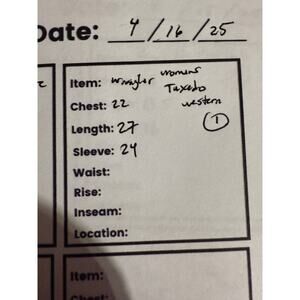 Date: 4/16/25
Item: wrangler womens
Tuxedo
western
Chest: 22
①
Length: 27
Sleeve: 24
Waist:
Rise:
Inseam:
Location:
Item:
Chest: